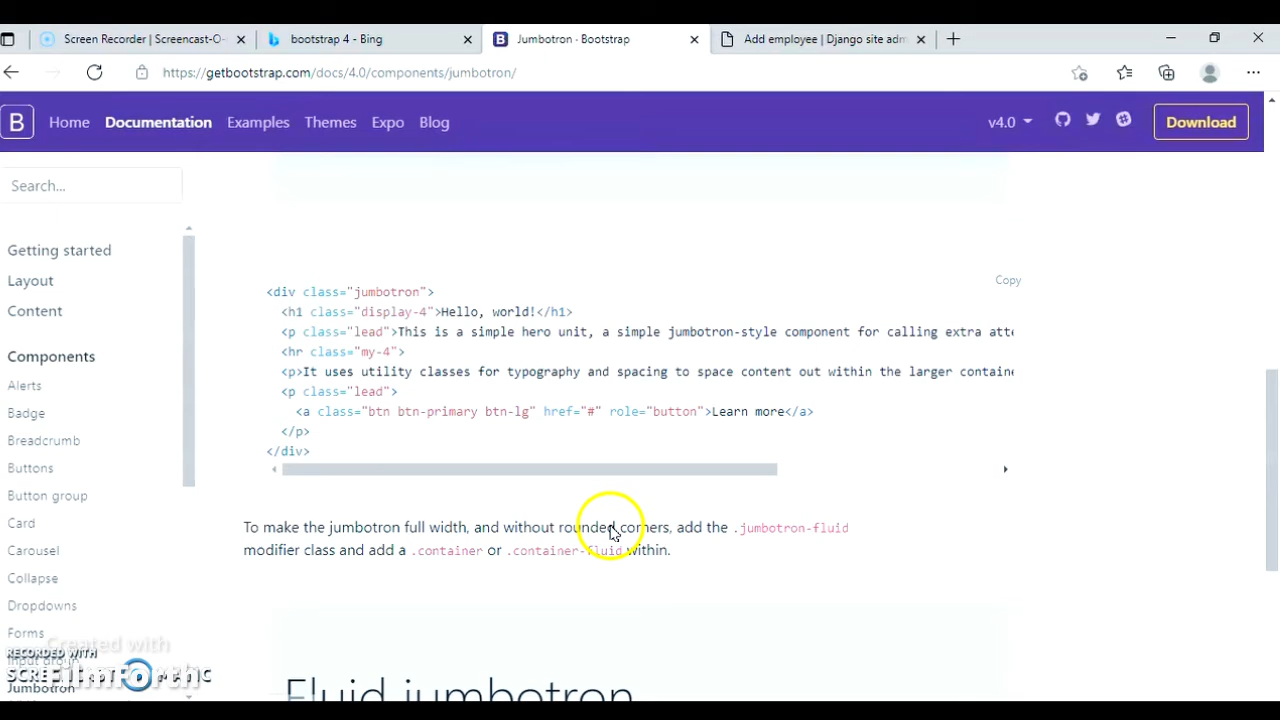 Screen Recorder | Screencast-O-
bootstrap 4 - Bing
Jumbotron · Bootstrap
Add employee | Django site adm
https://getbootstrap.com/docs/4.0/components/jumbotron/
B
Home
Documentation
Examples
Themes
Expo
Blog
v4.0
Download
Search...
Getting started
Layout
Content
Components
Alerts
Badge
Breadcrumb
Buttons
Button group
Card
Carousel
Collapse
Dropdowns
Forms
Input group
Jumbotron
Copy
<div class="jumbotron">
<h1 class="display-4">Hello, world!</h1>
<p class="lead">This is a simple hero unit, a simple jumbotron-style component for calling extra atte
<hr class="my-4">
<p>It uses utility classes for typography and spacing to space content out within the larger containe
<p class="lead">
<a class="btn btn-primary btn-lg" href="#" role="button">Learn more</a>
</p>
</div>
To make the jumbotron full width, and without rounded corners, add the .jumbotron-fluid
modifier class and add a .container or .container-fluid within.
Fluid jumbotron
Created with
RECORDED WITH